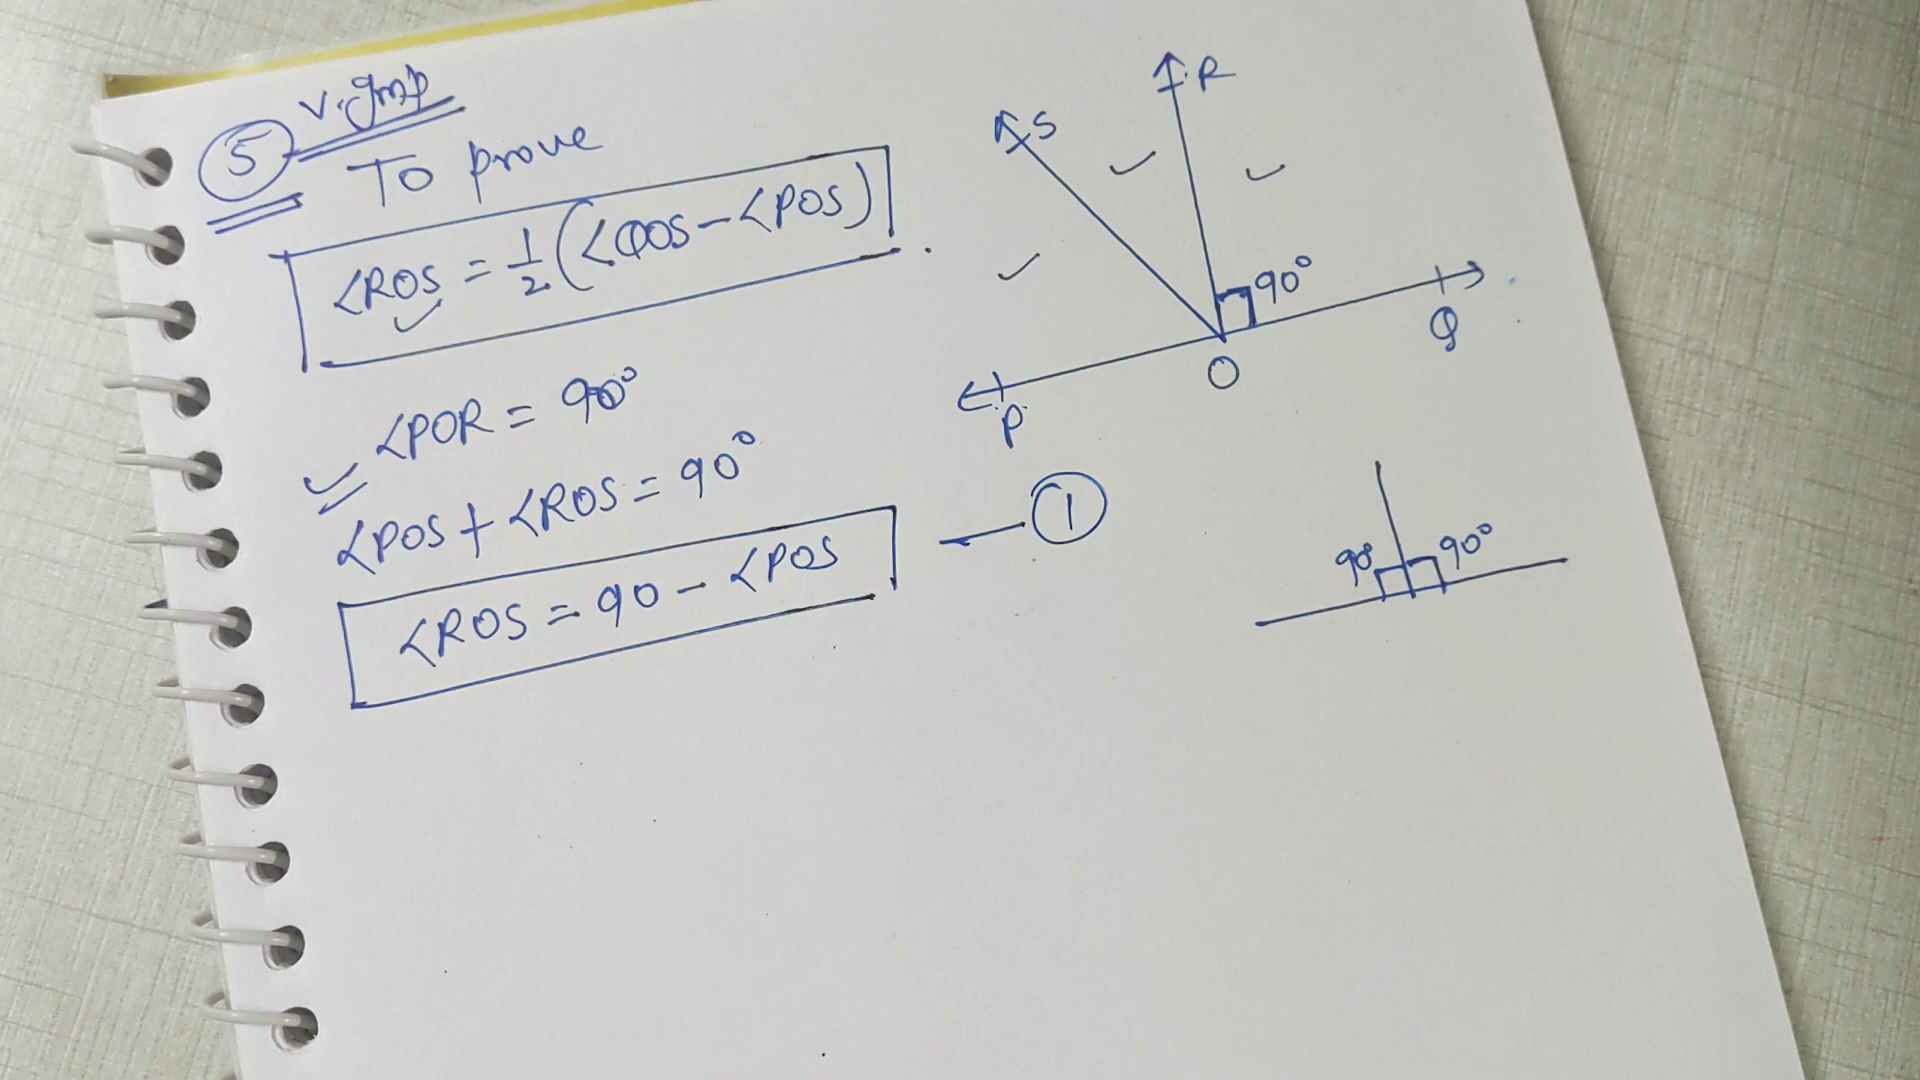 5 V. Imp
To prove
∠ROS = 1/2 (∠QOS – ∠POS)
∠POR = 90°
∠POS + ∠ROS = 90°
∠ROS = 90 – ∠POS — 1
S
R
90°
P
O
Q
90° 90°